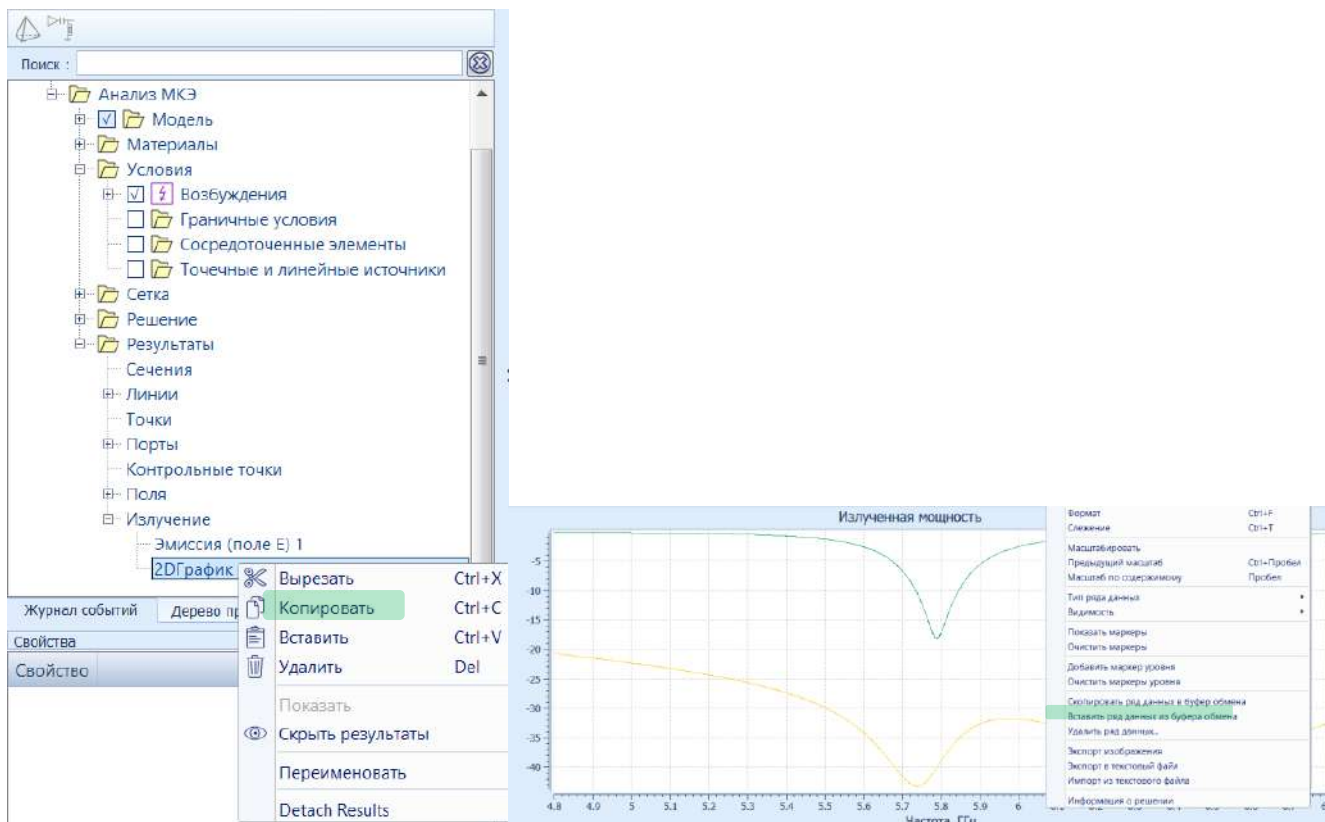 Поиск :
Анализ МКЭ
Модель
Материалы
Условия
Возбуждения
Граничные условия
Сосредоточенные элементы
Точечные и линейные источники
Сетка
Решение
Результаты
Сечения
Линии
Точки
Порты
Контрольные точки
Поля
Излучение
Эмиссия (поле E) 1
2DГрафик
Журнал событий Дерево пр
Свойства
Свойство
Вырезать Ctrl+X
Копировать Ctrl+C
Вставить Ctrl+V
Удалить Del
Показать
Скрыть результаты
Переименовать
Detach Results
Излученная мощность
-5
-10
-15
-20
-25
-30
-35
-40
4.8 4.9 5 5.1 5.2 5.3 5.4 5.5 5.6 5.7 5.8 5.9 6
Частота, ГГц
Формат Ctrl+F
Слежение Ctrl+T
Масштабировать
Предыдущий масштаб Ctrl+Пробел
Масштаб по содержимому Пробел
Тип ряда данных
Видимость
Показать маркеры
Очистить маркеры
Добавить маркер уровня
Очистить маркеры уровня
Скопировать ряд данных в буфер обмена
Вставить ряд данных из буфера обмена
Удалить ряд данных..
Экспорт изображения
Экспорт в текстовый файл
Импорт из текстового файла
Информация о решении